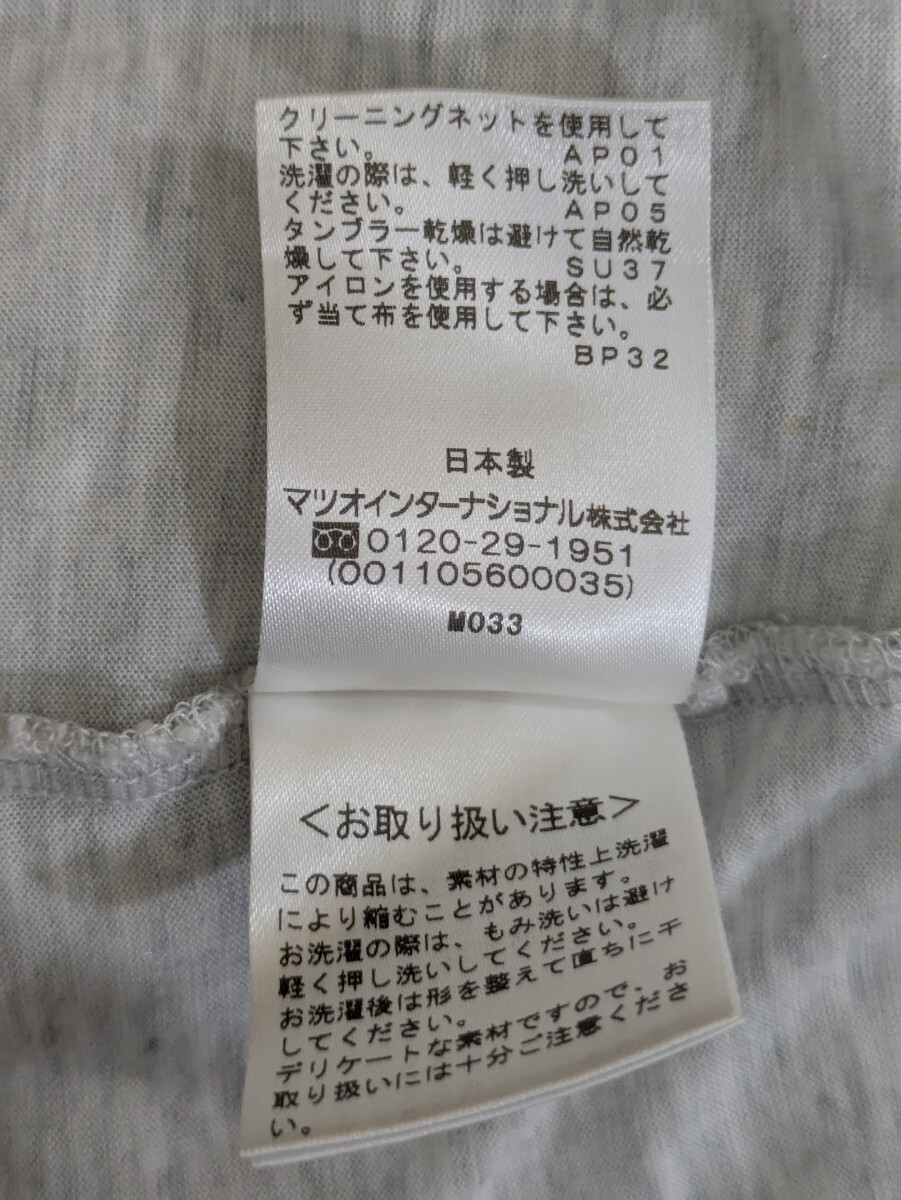 クリーニングネットを使用して
下さい。 AP01
洗濯の際は、軽く押し洗いして
ください。 AP05
タンブラー乾燥は避けて自然乾
燥して下さい。 SU37
アイロンを使用する場合は、必
ず当て布を使用して下さい。
BP32
日本製
マツオインターナショナル株式会社
0120-29-1951
(001105600035)
M033
<お取り扱い注意>
この商品は、素材の特性上洗濯
により縮むことがあります。
お洗濯の際は、もみ洗いは避け
軽く押し洗いしてください。
お洗濯後は形を整えて直ちに干
してください。
デリケートな素材ですので、お
取り扱いには十分ご注意くださ
い。